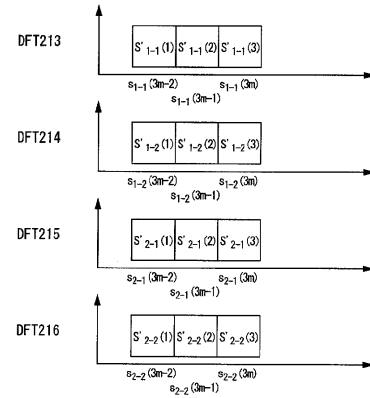 DFT213
S'₁₋₁(1) S'₁₋₁(2) S'₁₋₁(3)
s₁₋₁(3m-2) s₁₋₁(3m)
s₁₋₁(3m-1)
DFT214
S'₁₋₂(1) S'₁₋₂(2) S'₁₋₂(3)
s₁₋₂(3m-2) s₁₋₂(3m)
s₁₋₂(3m-1)
DFT215
S'₂₋₁(1) S'₂₋₁(2) S'₂₋₁(3)
s₂₋₁(3m-2) s₂₋₁(3m)
s₂₋₁(3m-1)
DFT216
S'₂₋₂(1) S'₂₋₂(2) S'₂₋₂(3)
s₂₋₂(3m-2) s₂₋₂(3m)
s₂₋₂(3m-1)